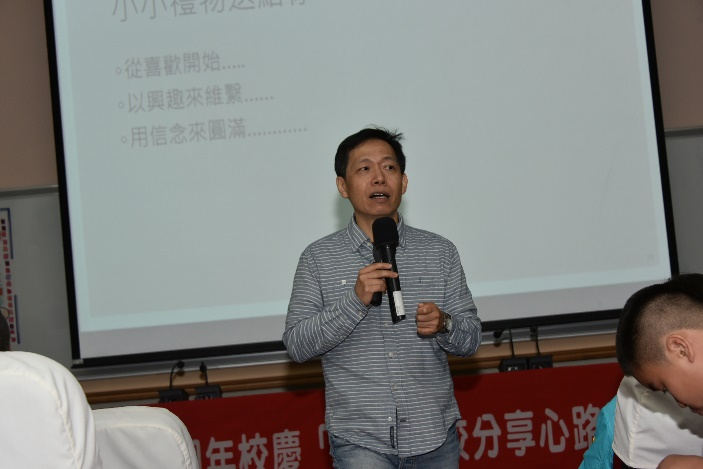 小小禮物送給你
從喜歡開始.....
以興趣來維繫......
用信念來圓滿...........
年校慶
分享心路